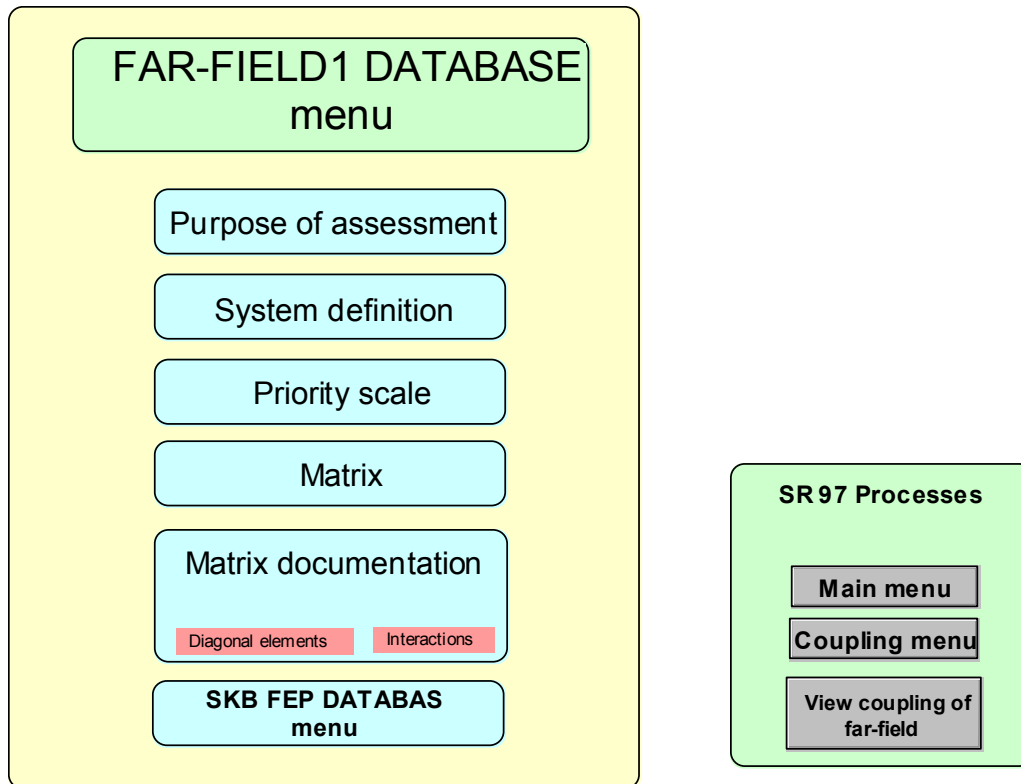 FAR-FIELD1 DATABASE
menu
Purpose of assessment
System definition
Priority scale
Matrix
Matrix documentation
Diagonal elements
Interactions
SKB FEP DATABAS
menu
SR 97 Processes
Main menu
Coupling menu
View coupling of
far-field